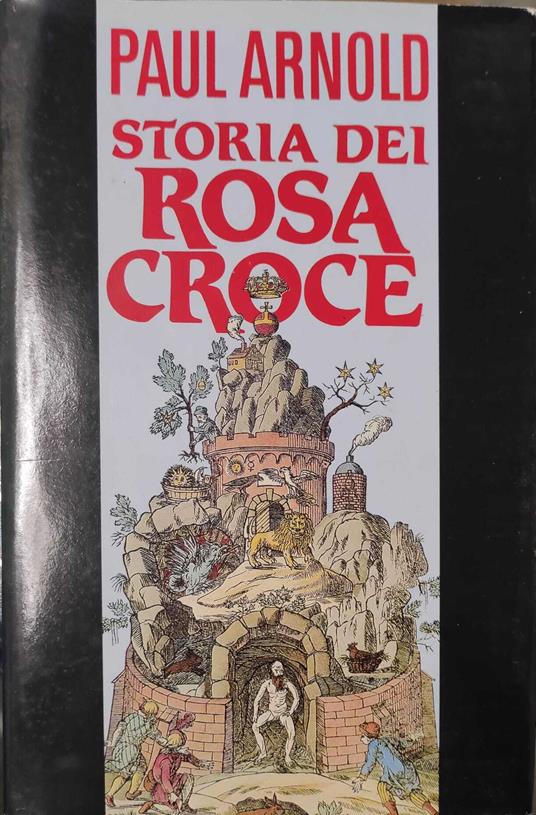 PAUL ARNOLD
STORIA DEI
ROSA
CROCE